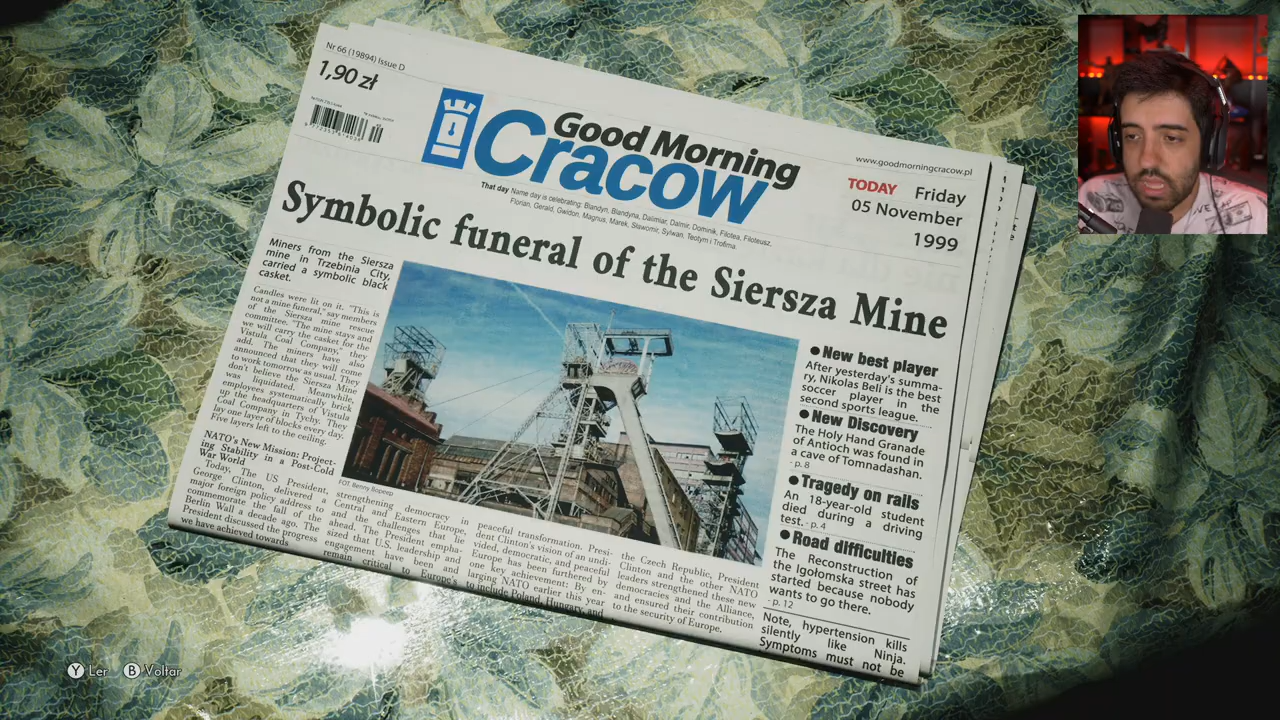 Nr 66 (19894) Issue D
1,90 zł
Good Morning
Cracow
www.goodmorningcracow.pl
TODAY Friday
05 November
1999
That day Name day is celebrating: Blandyn, Blandyna, Dalimiar, Dalmir, Dominik, Filotea, Filoteusz,
Florian, Gerald, Gwidon, Magnus, Marek, Sławomir, Sylwan, Teotym i Trofima.
Symbolic funeral of the Siersza Mine
Miners from the Siersza
mine in Trzebinia City,
carried a symbolic black
casket.
Candles were lit on it. "This is
not a mine funeral," say members
of the Siersza mine rescue
committee. "The mine stays and
we will carry the casket for the
Vistula Coal Company," they
add. The miners have also
announced that they will come
to work tomorrow as usual. They
don't believe the Siersza Mine
was liquidated. Meanwhile,
employees systematically brick
up the headquarters of Vistula
Coal Company in Tychy. They
lay one layer of blocks every day.
Five layers left to the ceiling.
NATO's New Mission: Project-
ing Stability in a Post-Cold
War World
Today, The US President,
George Clinton, delivered a
major foreign policy address to
commemorate the fall of the
Berlin Wall a decade ago. The
President discussed the progress
we have achieved towards
FOT. Benny Borieep
strengthening democracy in
Central and Eastern Europe,
and the challenges that lie
ahead. The President empha-
sized that U.S. leadership and
engagement have been and
remain critical to Europe's
peaceful transformation. Presi-
dent Clinton's vision of an undi-
vided, democratic, and peaceful
Europe has been furthered by
one key achievement: By en-
larging NATO earlier this year
to include Poland, Hungary, and
the Czech Republic, President
Clinton and the other NATO
leaders strengthened these new
democracies and the Alliance,
and ensured their contribution
to the security of Europe.
●New best player
After yesterday's summa-
ry, Nikolas Beli is the best
soccer player in the
second sports league.
●New Discovery
The Holy Hand Granade
of Antioch was found in
a cave of Tomnadashan.
- p. 8
●Tragedy on rails
An 18-year-old student
died during a driving
test. - p. 4
●Road difficulties
The Reconstruction of
the Igołomska street has
started because nobody
wants to go there.
- p. 12
Note, hypertension kills
silently like Ninja.
Symptoms must not be
Y Ler B Voltar